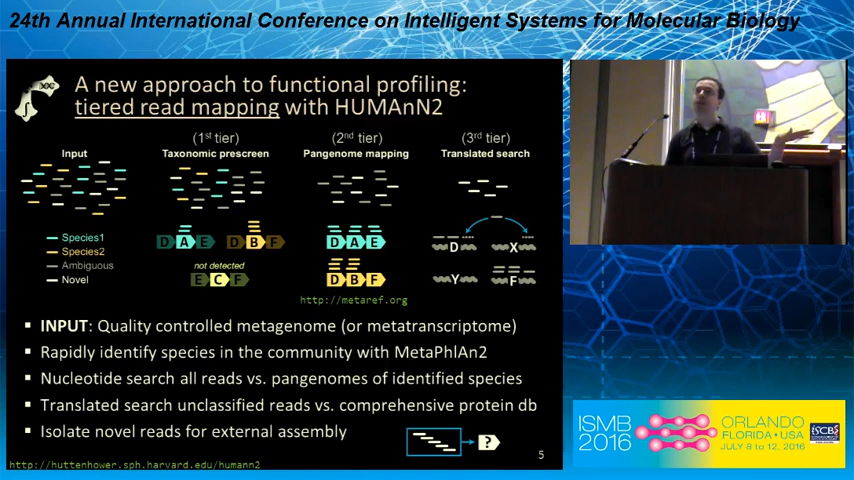 24th Annual International Conference on Intelligent Systems for Molecular Biology
A new approach to functional profiling:
tiered read mapping with HUMAnN2
(1st tier) (2nd tier) (3rd tier)
Input Taxonomic prescreen Pangenome mapping Translated search
Species1
Species2
Ambiguous
Novel
D A E D B F
not detected
E C F
D A E
D B F
D X
Y F
http://metaref.org
▪ INPUT: Quality controlled metagenome (or metatranscriptome)
▪ Rapidly identify species in the community with MetaPhlAn2
▪ Nucleotide search all reads vs. pangenomes of identified species
▪ Translated search unclassified reads vs. comprehensive protein db
▪ Isolate novel reads for external assembly
?
5
http://huttenhower.sph.harvard.edu/humann2
ISMB
2016
ORLANDO
FLORIDA • USA
JULY 8 to 12, 2016
ISCB